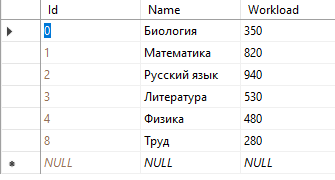 Id Name Workload
0 Биология 350
1 Математика 820
2 Русский язык 940
3 Литература 530
4 Физика 480
8 Труд 280
NULL NULL NULL